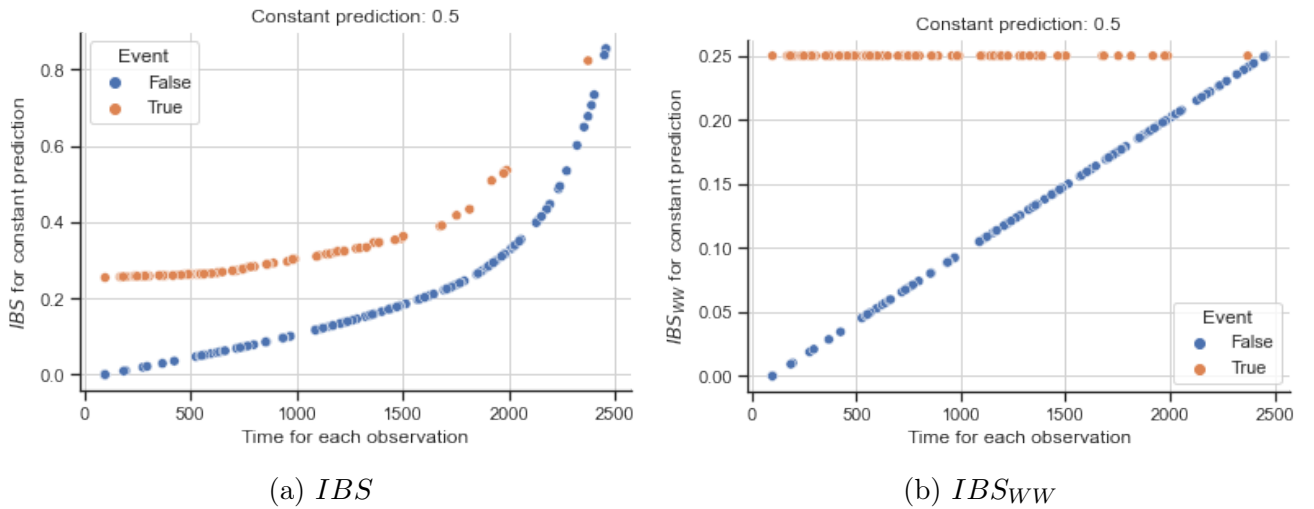 Constant prediction: 0.5
IBS for constant prediction
0.8
0.6
0.4
0.2
0.0
Event
False
True
0 500 1000 1500 2000 2500
Time for each observation
(a) IBS
Constant prediction: 0.5
IBS_WW for constant prediction
0.25
0.20
0.15
0.10
0.05
0.00
Event
False
True
0 500 1000 1500 2000 2500
Time for each observation
(b) IBS_WW